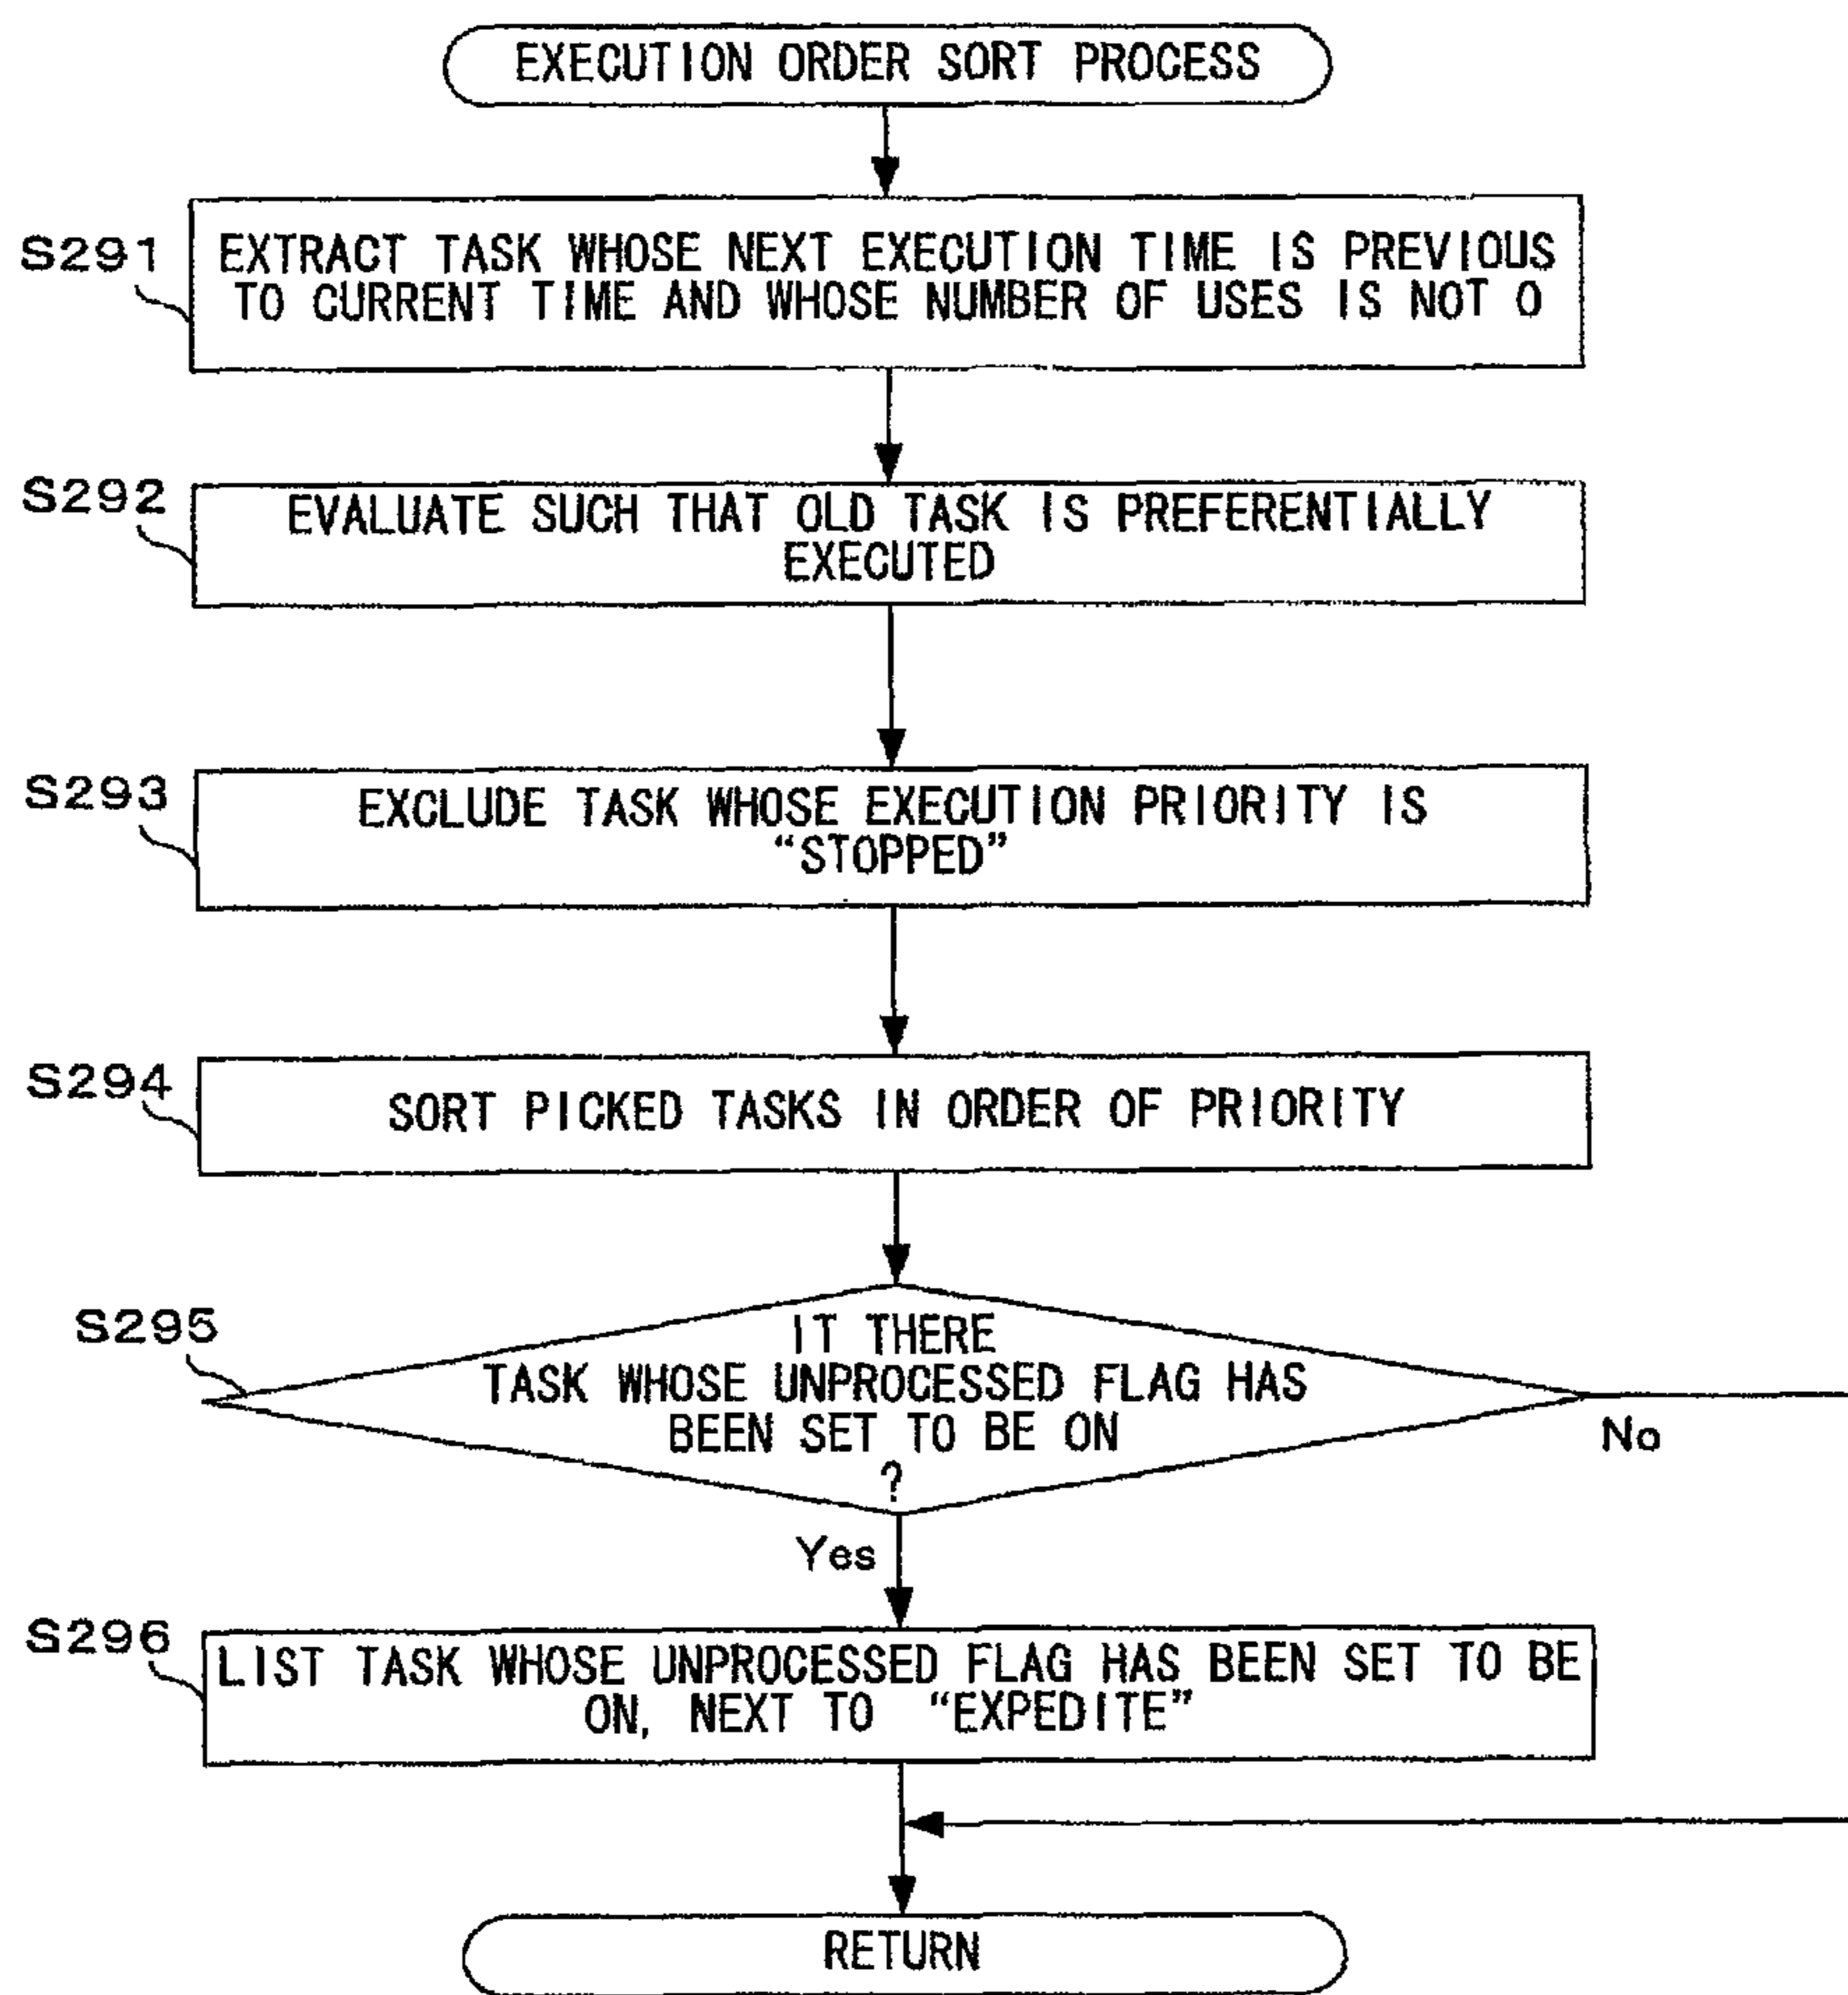 EXECUTION ORDER SORT PROCESS
S291
EXTRACT TASK WHOSE NEXT EXECUTION TIME IS PREVIOUS
TO CURRENT TIME AND WHOSE NUMBER OF USES IS NOT 0
S292
EVALUATE SUCH THAT OLD TASK IS PREFERENTIALLY
EXECUTED
S293
EXCLUDE TASK WHOSE EXECUTION PRIORITY IS
“STOPPED”
S294
SORT PICKED TASKS IN ORDER OF PRIORITY
S295
IT THERE
TASK WHOSE UNPROCESSED FLAG HAS
BEEN SET TO BE ON
?
No
Yes
S296
LIST TASK WHOSE UNPROCESSED FLAG HAS BEEN SET TO BE
ON, NEXT TO “EXPEDITE”
RETURN